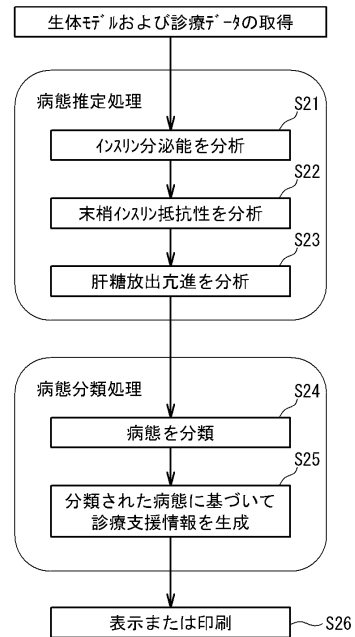 生体ﾓﾃﾞﾙおよび診療ﾃﾞｰﾀの取得
病態推定処理
S21
ｲﾝｽﾘﾝ分泌能を分析
S22
末梢ｲﾝｽﾘﾝ抵抗性を分析
S23
肝糖放出亢進を分析
病態分類処理
S24
病態を分類
S25
分類された病態に基づいて
診療支援情報を生成
表示または印刷
S26